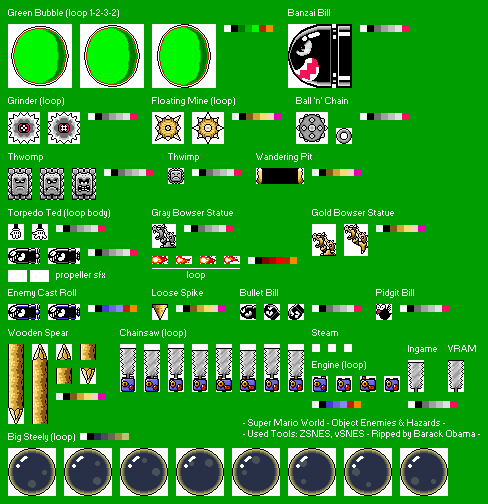 Green Bubble (loop 1-2-3-2)
Banzai Bill
Grinder (loop)
Floating Mine (loop)
Ball 'n' Chain
Thwomp
Thwimp
Wandering Pit
Torpedo Ted (loop body)
Gray Bowser Statue
Gold Bowser Statue
propeller sfx
loop
Enemy Cast Roll
Loose Spike
Bullet Bill
Pidgit Bill
Wooden Spear
Chainsaw (loop)
Steam
Ingame
VRAM
Engine (loop)
- Super Mario World - Object Enemies & Hazards -
- Used Tools: ZSNES, vSNES - Ripped by Barack Obama -
Big Steely (loop)